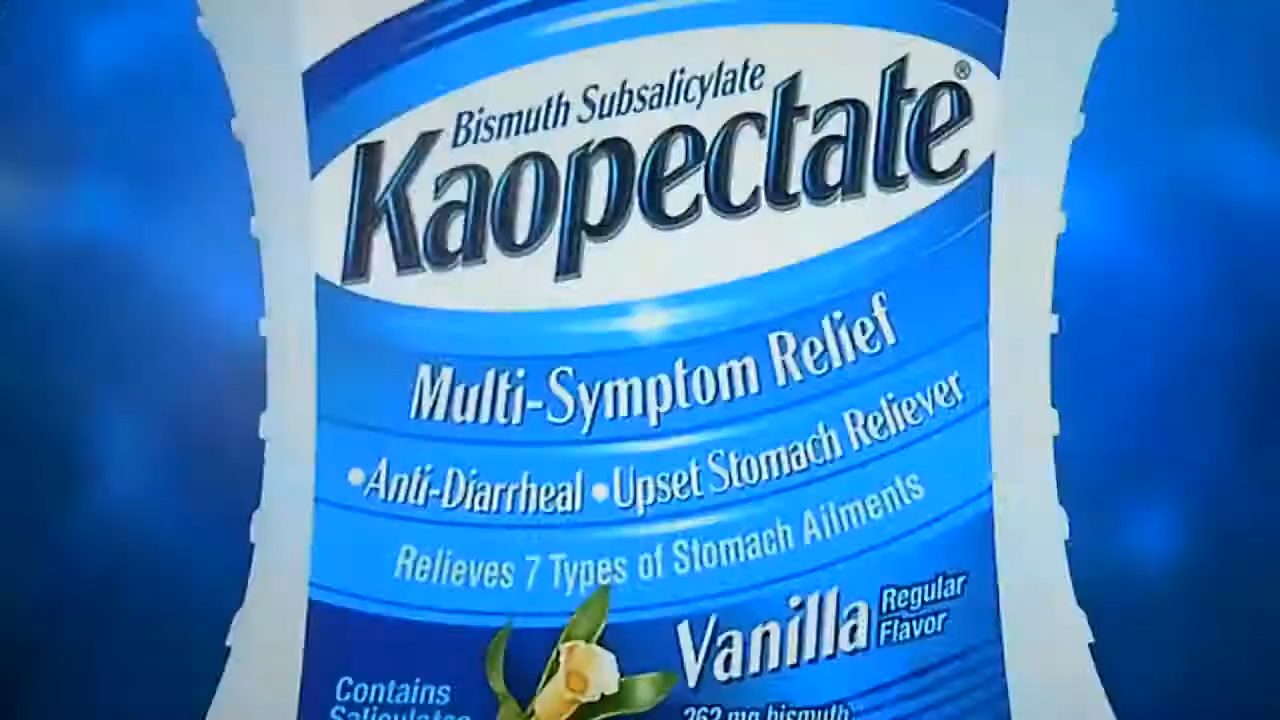 Bismuth Subsalicylate
Kaopectate®
Multi-Symptom Relief
•Anti-Diarrheal •Upset Stomach Reliever
Relieves 7 Types of Stomach Ailments
Vanilla Regular
Flavor
Contains
Salicylates
262 mg bismuth